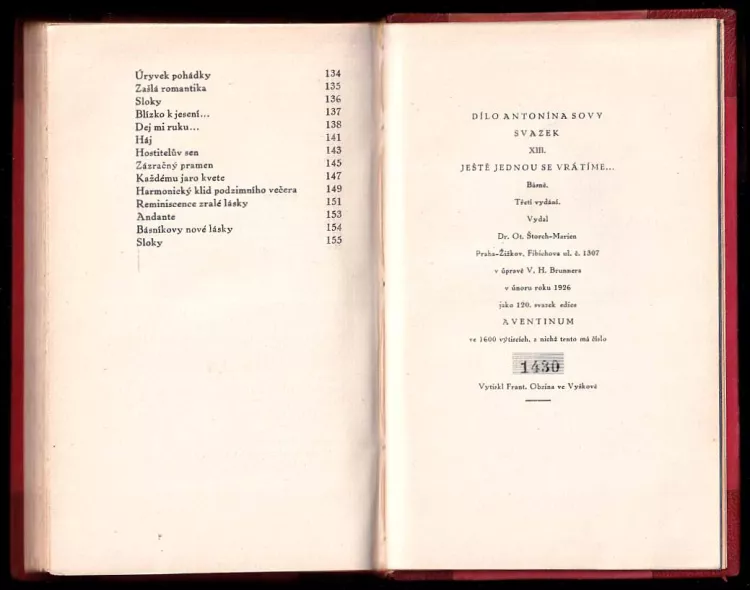 Úryvek pohádky 134
Zašlá romantika 135
Sloky 136
Blízko k jeseni... 137
Dej mi ruku... 138
Háj 141
Hostitelův sen 143
Zázračný pramen 145
Každému jaro kvete 147
Harmonický klid podzimního večera 149
Reminiscence zralé lásky 151
Andante 153
Básníkovy nové lásky 154
Sloky 155
DÍLO ANTONÍNA SOVY
SVAZEK
XIII.
JEŠTĚ JEDNOU SE VRÁTÍME...
Básně.
Třetí vydání.
Vydal
Dr. Ot. Štorch-Marien
Praha-Žižkov, Fibichova ul. č. 1307
v úpravě V. H. Brunnera
v únoru roku 1926
jako 120. svazek edice
AVENTINUM
ve 1600 výtiscích, z nichž tento má číslo
1430
Vytiskl Frant. Obzina ve Vyškově